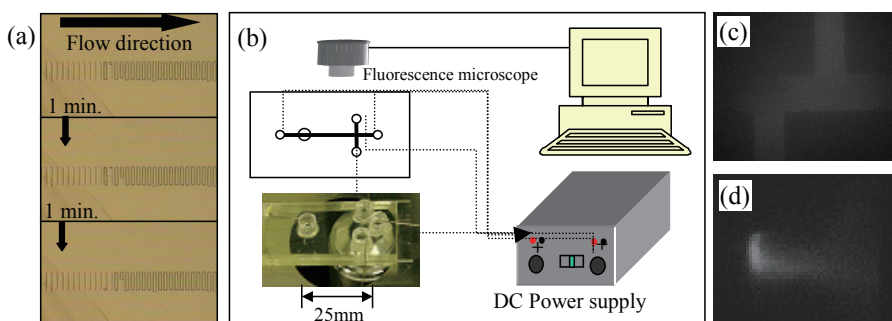 (a)
Flow direction
1 min.
1 min.
(b)
Fluorescence microscope
25mm
DC Power supply
(c)
(d)